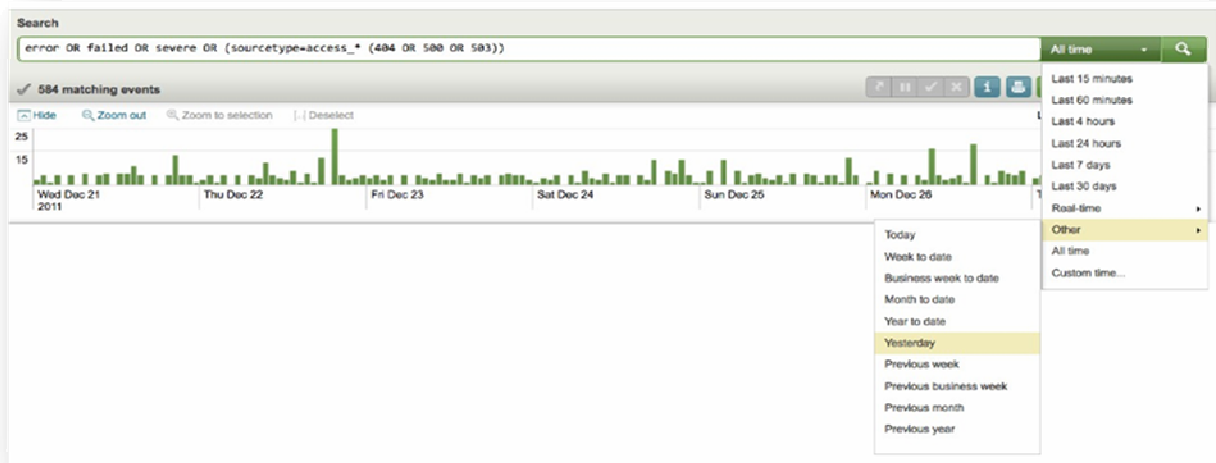 Search
error OR failed OR severe OR (sourcetype=access_* (404 OR 500 OR 503))
All time
584 matching events
Hide Zoom out Zoom to selection Deselect
25
15
Wed Dec 21 Thu Dec 22 Fri Dec 23 Sat Dec 24 Sun Dec 25 Mon Dec 26
2011
Last 15 minutes
Last 60 minutes
Last 4 hours
Last 24 hours
Last 7 days
Last 30 days
Real-time
Other
All time
Custom time...
Today
Week to date
Business week to date
Month to date
Year to date
Yesterday
Previous week
Previous business week
Previous month
Previous year